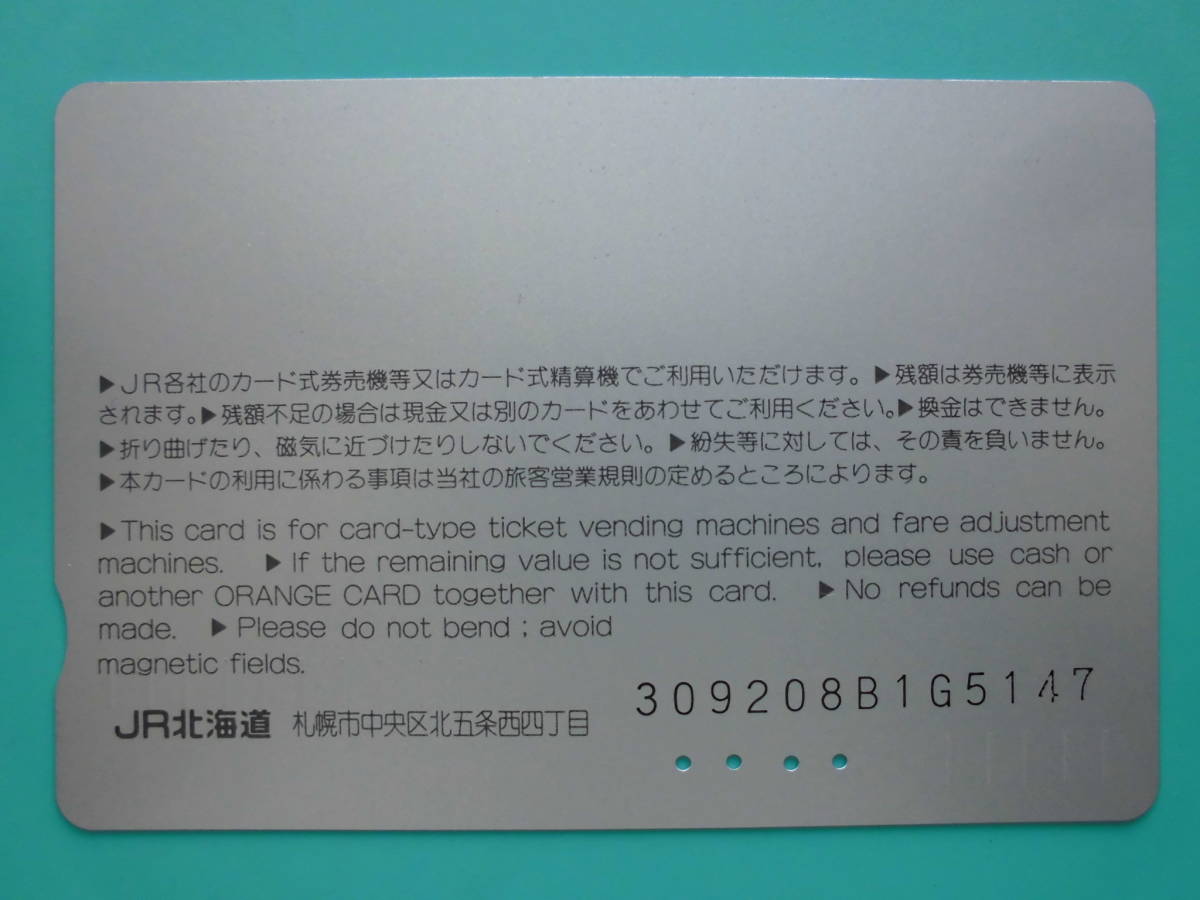 ▶JR各社のカード式券売機等又はカード式精算機でご利用いただけます。▶残額は券売機等に表示
されます。▶残額不足の場合は現金又は別のカードをあわせてご利用ください。▶換金はできません。
▶折り曲げたり、磁気に近づけたりしないでください。▶紛失等に対しては、その責を負いません。
▶本カードの利用に係わる事項は当社の旅客営業規則の定めるところによります。
▶This card is for card-type ticket vending machines and fare adjustment
machines. ▶If the remaining value is not sufficient, please use cash or
another ORANGE CARD together with this card. ▶No refunds can be
made. ▶Please do not bend ; avoid
magnetic fields.
309208B1G5147
JR北海道 札幌市中央区北五条西四丁目